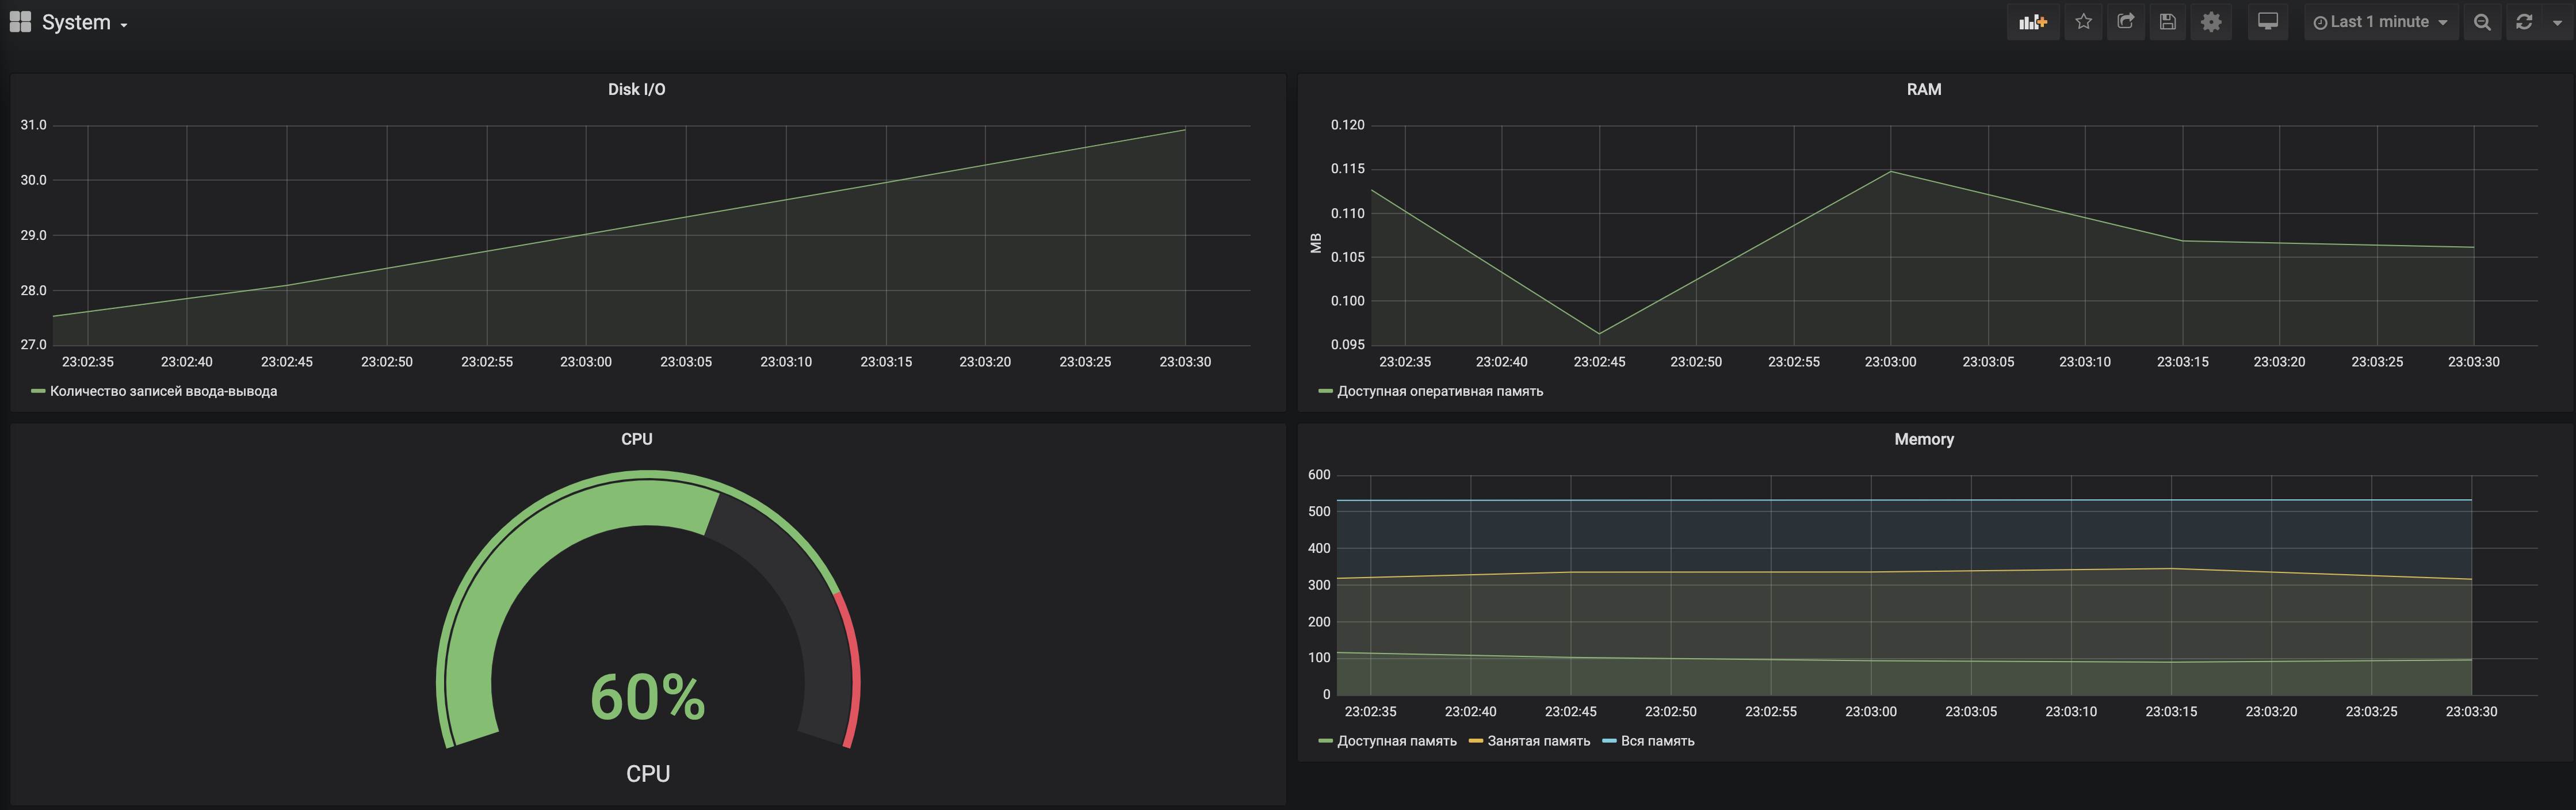 System
Last 1 minute
Disk I/O
31.0
30.0
29.0
28.0
27.0
23:02:35 23:02:40 23:02:45 23:02:50 23:02:55 23:03:00 23:03:05 23:03:10 23:03:15 23:03:20 23:03:25 23:03:30
Количество записей ввода-вывода
RAM
MB
0.120
0.115
0.110
0.105
0.100
0.095
23:02:35 23:02:40 23:02:45 23:02:50 23:02:55 23:03:00 23:03:05 23:03:10 23:03:15 23:03:20 23:03:25 23:03:30
Доступная оперативная память
CPU
60%
CPU
Memory
600
500
400
300
200
100
0
23:02:35 23:02:40 23:02:45 23:02:50 23:02:55 23:03:00 23:03:05 23:03:10 23:03:15 23:03:20 23:03:25 23:03:30
Доступная память Занятая память Вся память